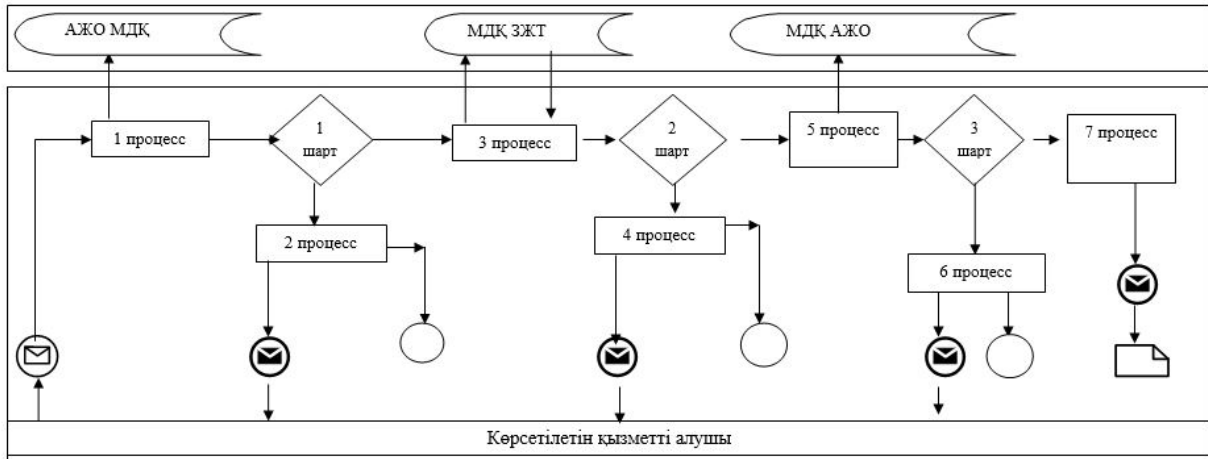 АЖО МДҚ
МДҚ ЗЖТ
МДҚ АЖО
1 процесс
1
шарт
3 процесс
2
шарт
5 процесс
3
шарт
7 процесс
2 процесс
4 процесс
6 процесс
Көрсетілетін қызметті алушы